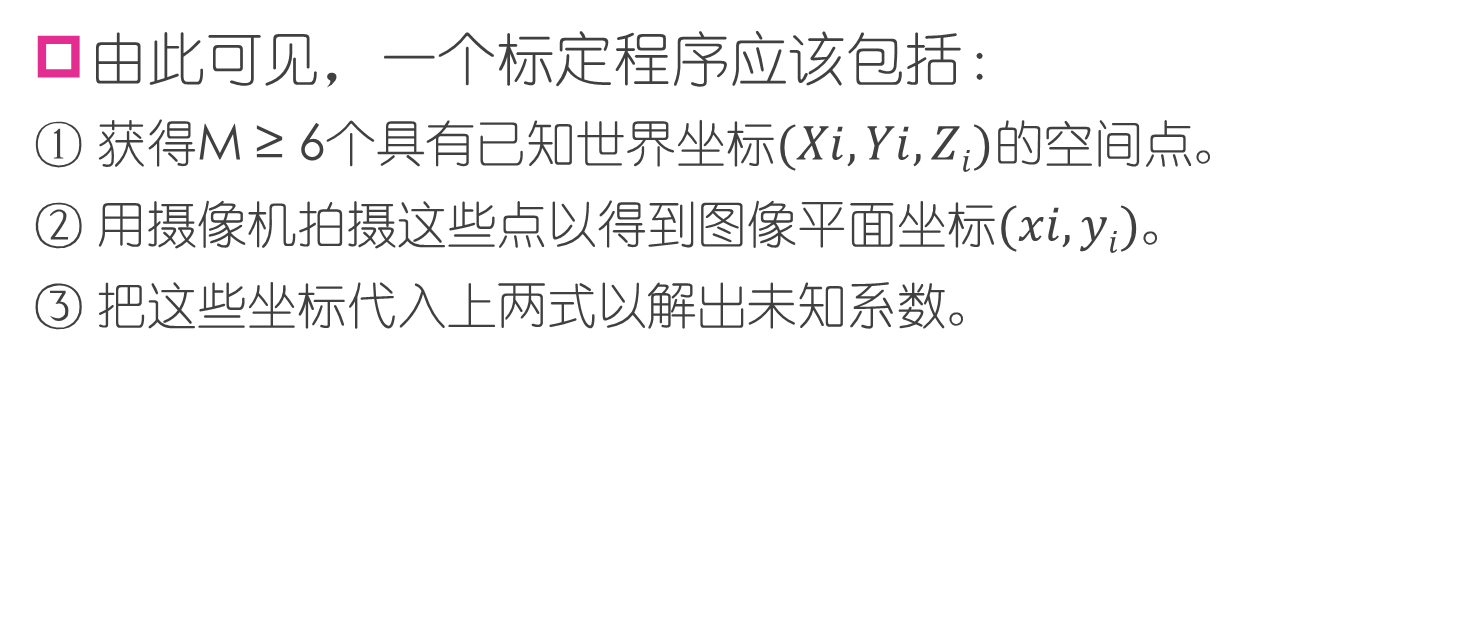 由此可见，一个标定程序应该包括：
① 获得M ≥ 6个具有已知世界坐标(Xi, Yi, Z_i)的空间点。
② 用摄像机拍摄这些点以得到图像平面坐标(xi, y_i)。
③ 把这些坐标代入上两式以解出未知系数。